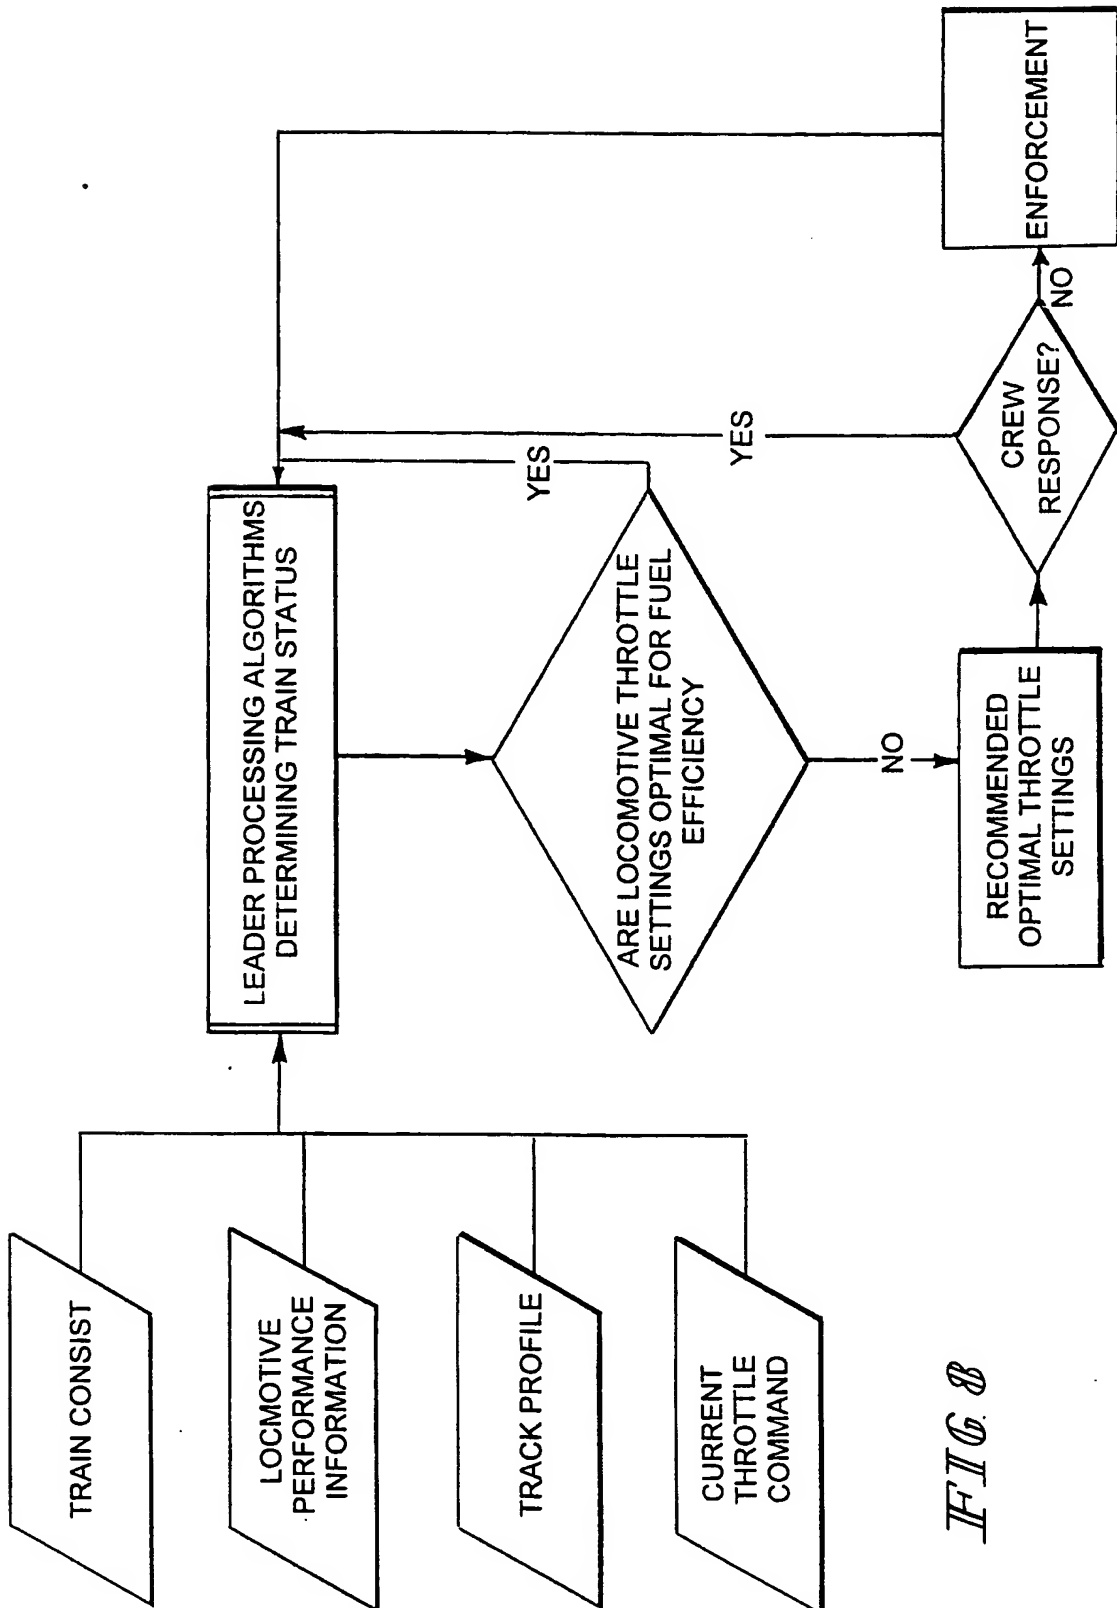 TRAIN CONSIST
LOCMOTIVE
PERFORMANCE
INFORMATION
TRACK PROFILE
CURRENT
THROTTLE
COMMAND
LEADER PROCESSING ALGORITHMS
DETERMINING TRAIN STATUS
ARE LOCOMOTIVE THROTTLE
SETTINGS OPTIMAL FOR FUEL
EFFICIENCY
YES
NO
RECOMMENDED
OPTIMAL THROTTLE
SETTINGS
CREW
RESPONSE?
YES
NO
ENFORCEMENT
FIG. 8